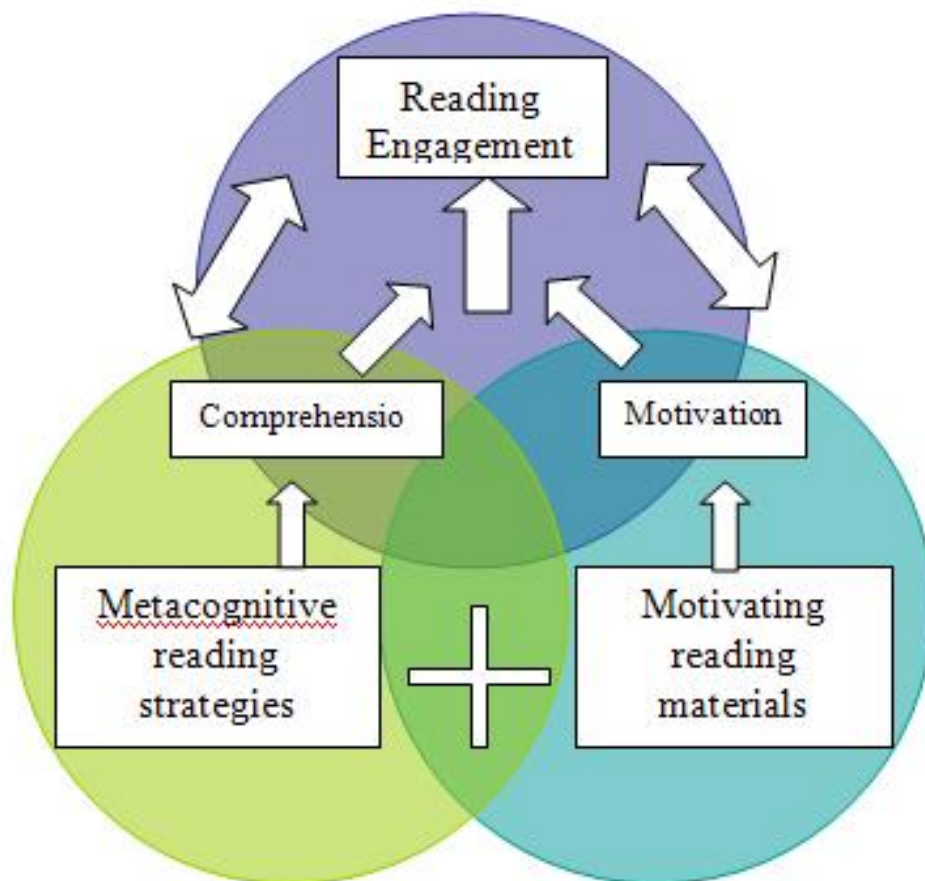 Reading
Engagement
Comprehensio
Motivation
Metacognitive
reading
strategies
Motivating
reading
materials